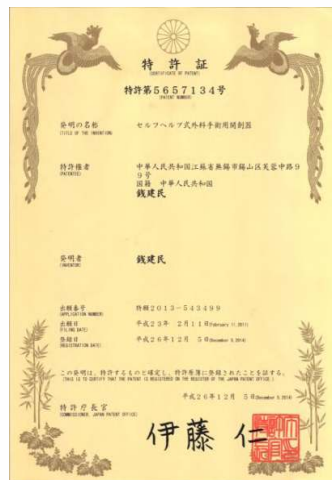 特許証
(CERTIFICATE OF PATENT)
特許第5657134号
(PATENT NUMBER)
発明の名称
(TITLE OF THE INVENTION)
セルフヘルプ式外科手術用開創器
特許権者
(PATENTEE)
中華人民共和国江蘇省無錫市錫山区芙蓉中路9
9号
国籍 中華人民共和国
錢建民
発明者
(INVENTOR)
錢建民
出願番号
(APPLICATION NUMBER)
特願2013-543499
出願日
(FILING DATE)
平成23年 2月11日(February 11,2011)
登録日
(REGISTRATION DATE)
平成26年12月 5日(December 5,2014)
この発明は、特許するものと確定し、特許原簿に登録されたことを証する。
(THIS IS TO CERTIFY THAT THE PATENT IS REGISTERED ON THE REGISTER OF THE JAPAN PATENT OFFICE.)
平成26年12月 5日(December 5,2014)
特許庁長官
(COMMISSIONER, JAPAN PATENT OFFICE)
伊藤 仁